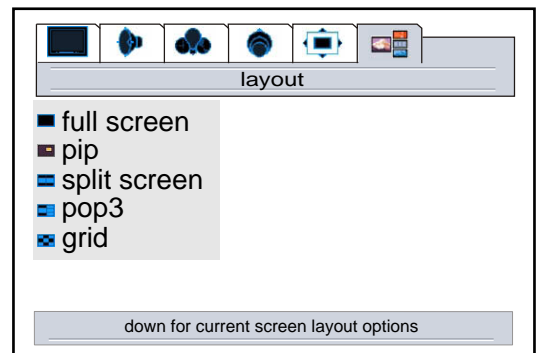 layout
full screen
pip
split screen
pop3
grid
down for current screen layout options